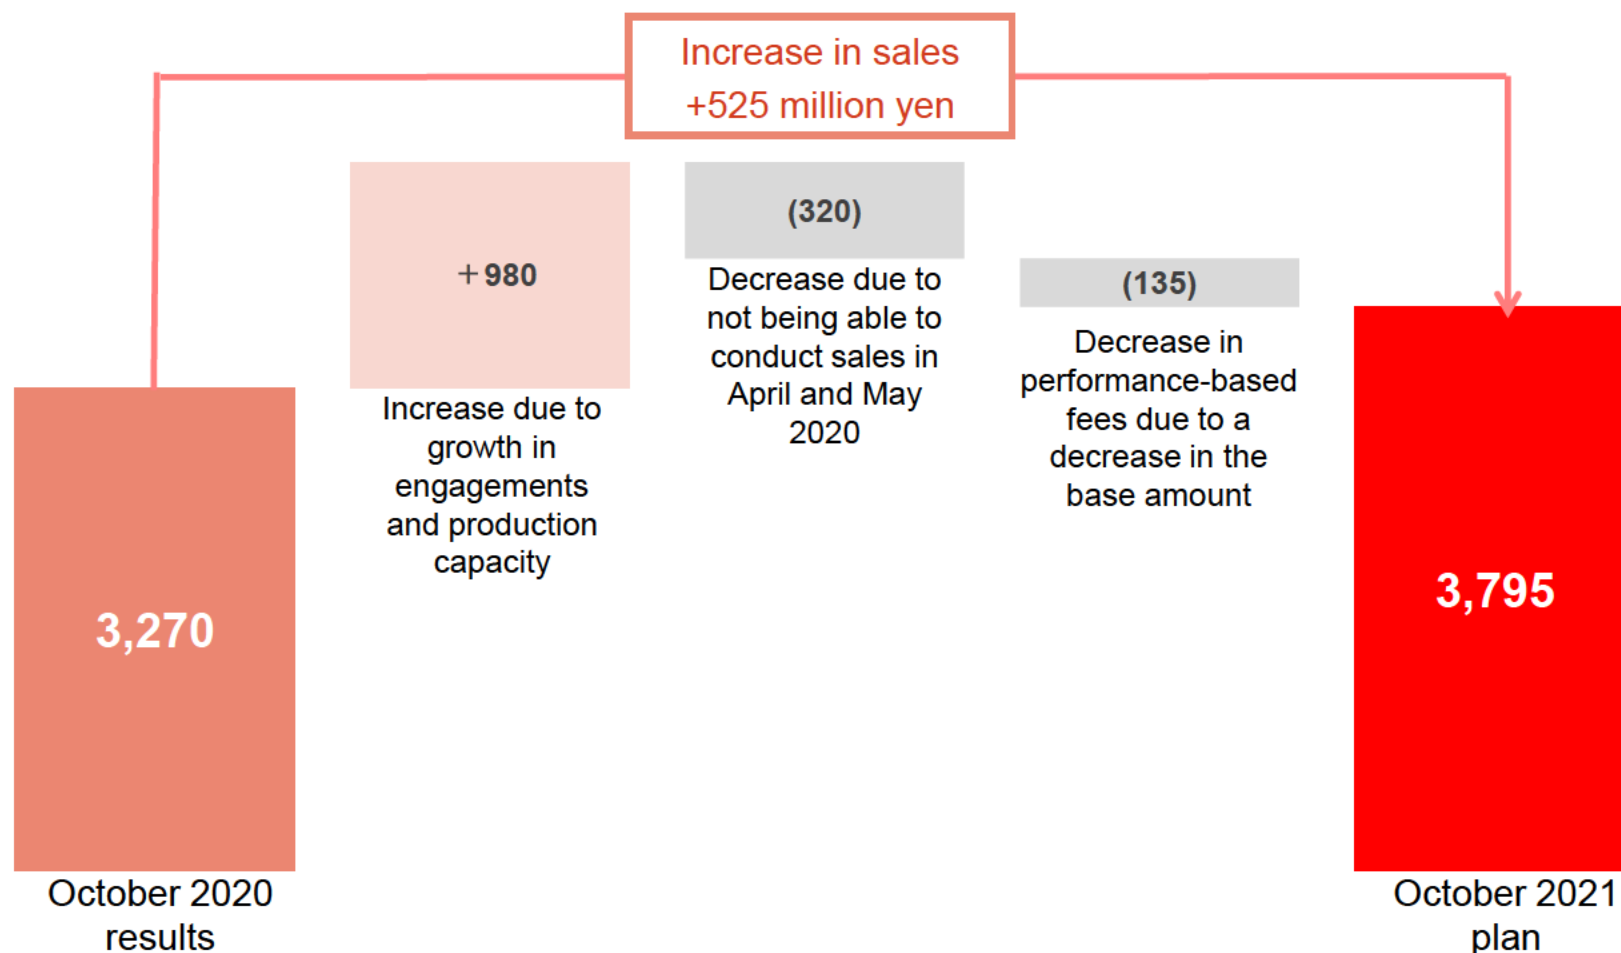 Increase in sales
+525 million yen
+980
Increase due to
growth in
engagements
and production
capacity
(320)
Decrease due to
not being able to
conduct sales in
April and May
2020
(135)
Decrease in
performance-based
fees due to a
decrease in the
base amount
3,270
October 2020
results
3,795
October 2021
plan